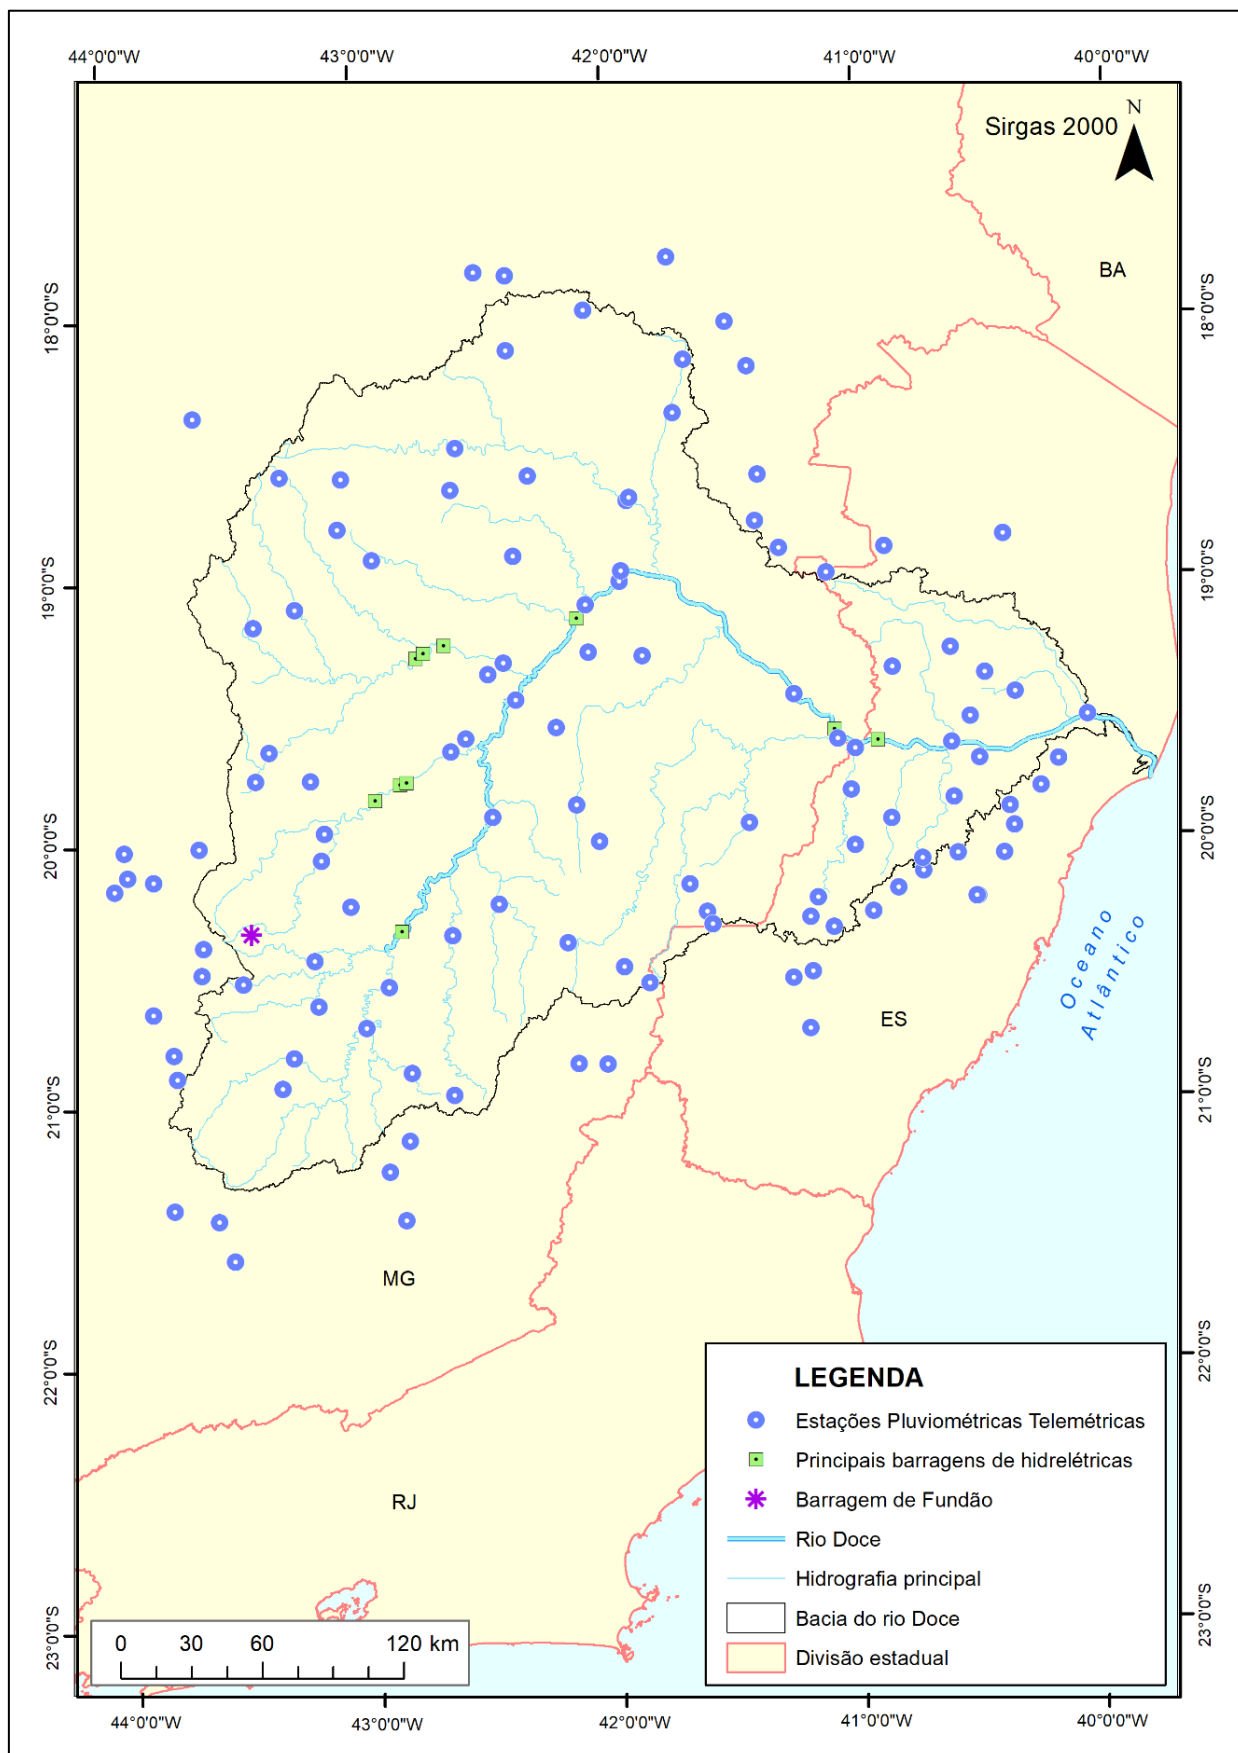 44°0'0"W 43°0'0"W 42°0'0"W 41°0'0"W 40°0'0"W
N
Sirgas 2000
BA
18°0'0"S 18°0'0"S
19°0'0"S 19°0'0"S
20°0'0"S 20°0'0"S
Oceano
Atlântico
ES
21°0'0"S 21°0'0"S
MG
22°0'0"S 22°0'0"S
RJ
23°0'0"S 23°0'0"S
LEGENDA
Estações Pluviométricas Telemétricas
Principais barragens de hidrelétricas
Barragem de Fundão
Rio Doce
Hidrografia principal
Bacia do rio Doce
Divisão estadual
0 30 60 120 km
44°0'0"W 43°0'0"W 42°0'0"W 41°0'0"W 40°0'0"W